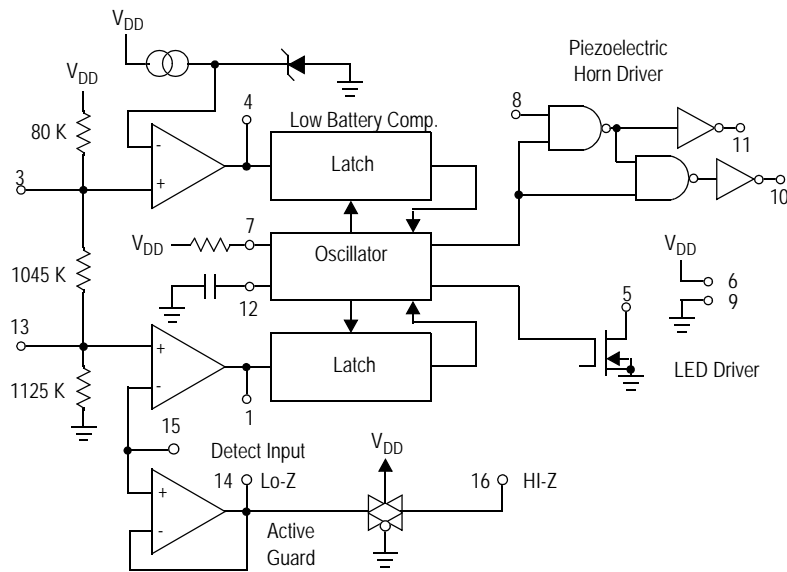 VDD
Piezoelectric
Horn Driver
VDD
4
8
80 K
Low Battery Comp.
-
Latch
11
3
+
10
VDD
7
Oscillator
VDD
1045 K
6
12
5
9
13
+
Latch
LED Driver
-
1125 K
1
15
VDD
Detect Input
14 Lo-Z
16 HI-Z
+
-
Active
Guard